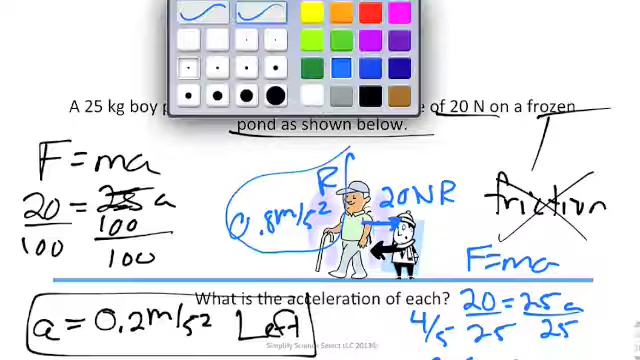 A 25 kg boy p
e of 20 N on a frozen
pond as shown below.
F=ma
20 = 25 a
100
100 100
R
0.8m/s²
20N R
friction
F=ma
20 = 25a
25 25
4/5
What is the acceleration of each?
a = 0.2m/s² Left
Simplify Science Select LLC 2013©